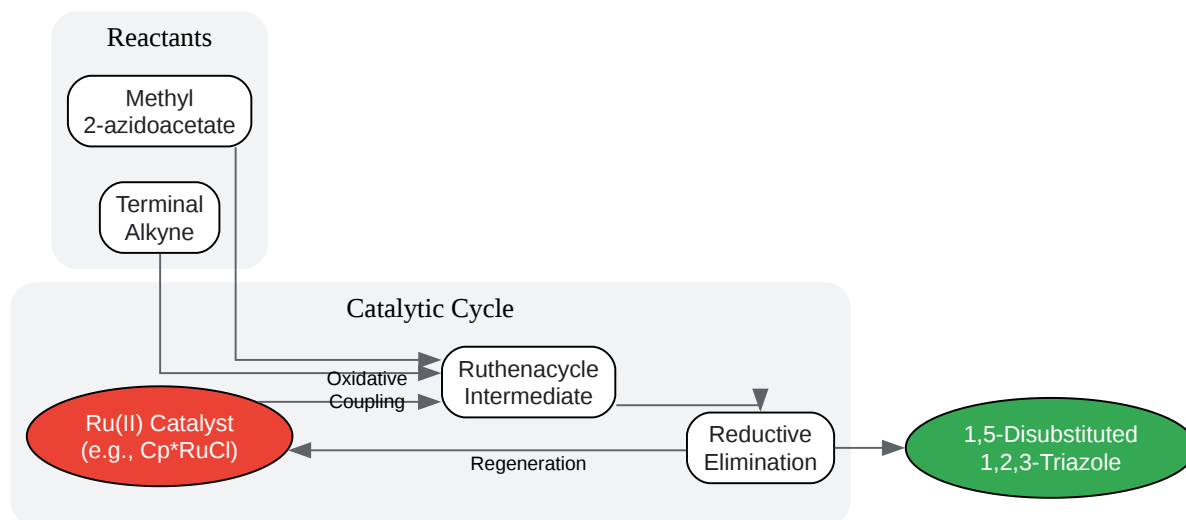 Reactants
Methyl
2-azidoacetate
Terminal
Alkyne
Catalytic Cycle
Oxidative
Coupling
Ruthenacycle
Intermediate
Ru(II) Catalyst
(e.g., Cp*RuCl)
Regeneration
Reductive
Elimination
1,5-Disubstituted
1,2,3-Triazole